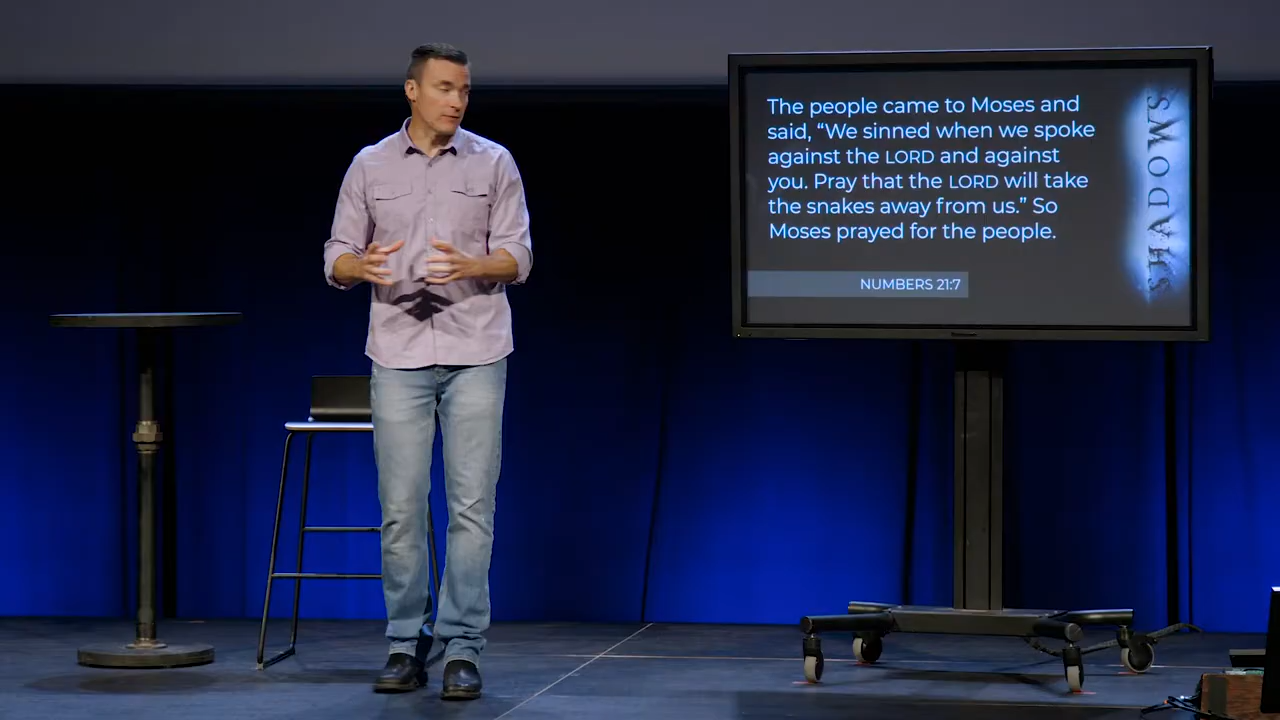 The people came to Moses and
said, “We sinned when we spoke
against the LORD and against
you. Pray that the LORD will take
the snakes away from us.” So
Moses prayed for the people.
NUMBERS 21:7
SHADOWS